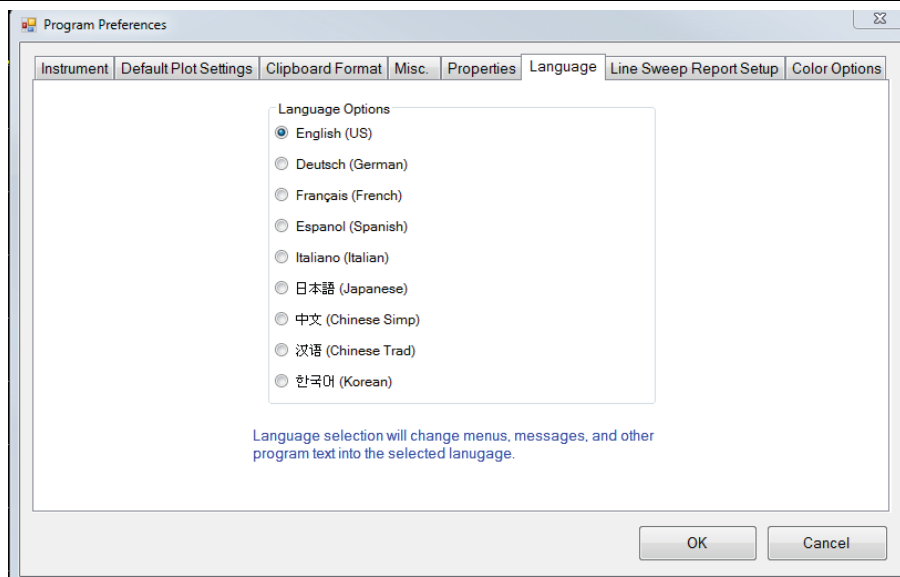 Program Preferences
Instrument Default Plot Settings Clipboard Format Misc. Properties Language Line Sweep Report Setup Color Options
Language Options
English (US)
Deutsch (German)
Français (French)
Espanol (Spanish)
Italiano (Italian)
日本語 (Japanese)
中文 (Chinese Simp)
汉语 (Chinese Trad)
한국어 (Korean)
Language selection will change menus, messages, and other
program text into the selected lanugage.
OK Cancel